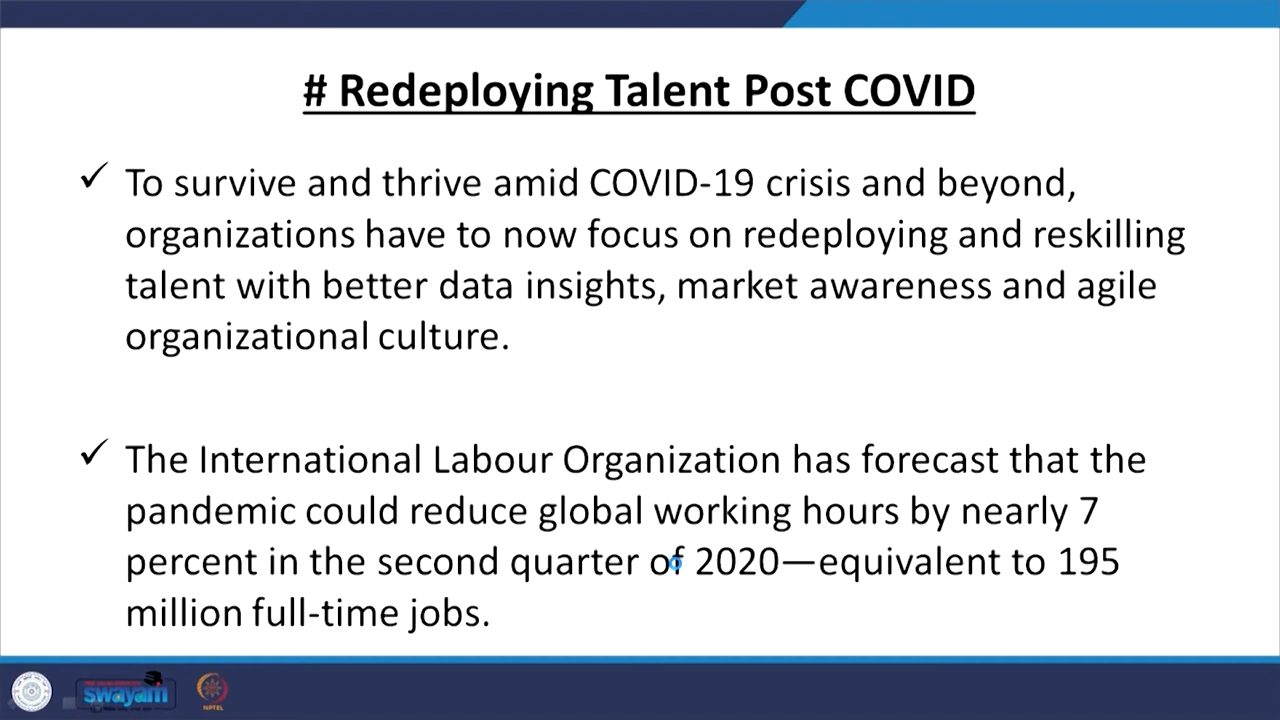 # Redeploying Talent Post COVID
✓ To survive and thrive amid COVID-19 crisis and beyond,
organizations have to now focus on redeploying and reskilling
talent with better data insights, market awareness and agile
organizational culture.
✓ The International Labour Organization has forecast that the
pandemic could reduce global working hours by nearly 7
percent in the second quarter of 2020—equivalent to 195
million full-time jobs.
swayam
NPTEL